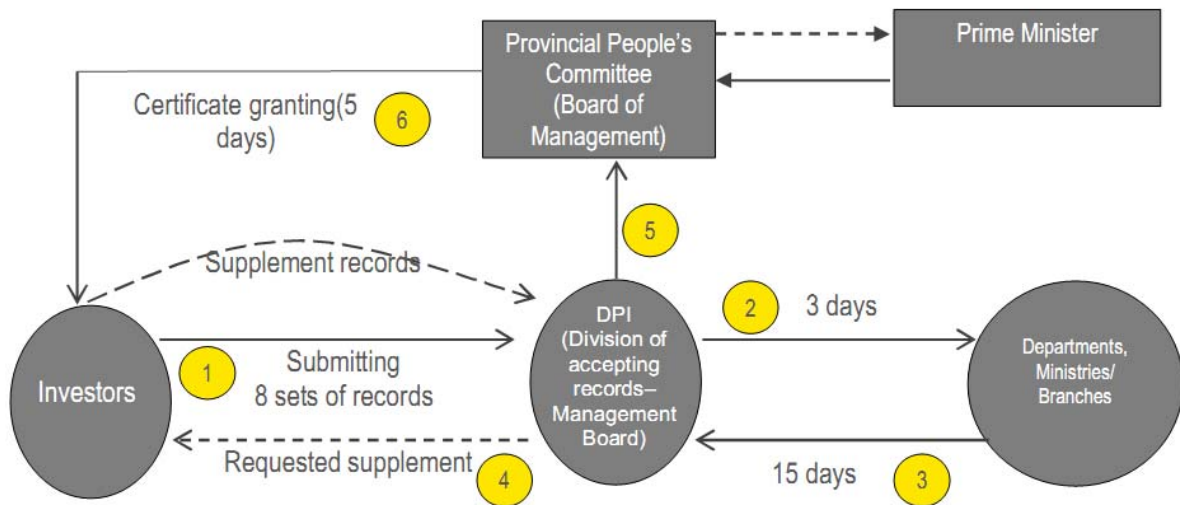 Provincial People's
Committee
(Board of
Management)
Prime Minister
Certificate granting(5
days)
6
5
Supplement records
Investors
1
Submitting
8 sets of records
DPI
(Division of
accepting
records–
Management
Board)
2
3 days
Departments,
Ministries/
Branches
Requested supplement
4
15 days
3